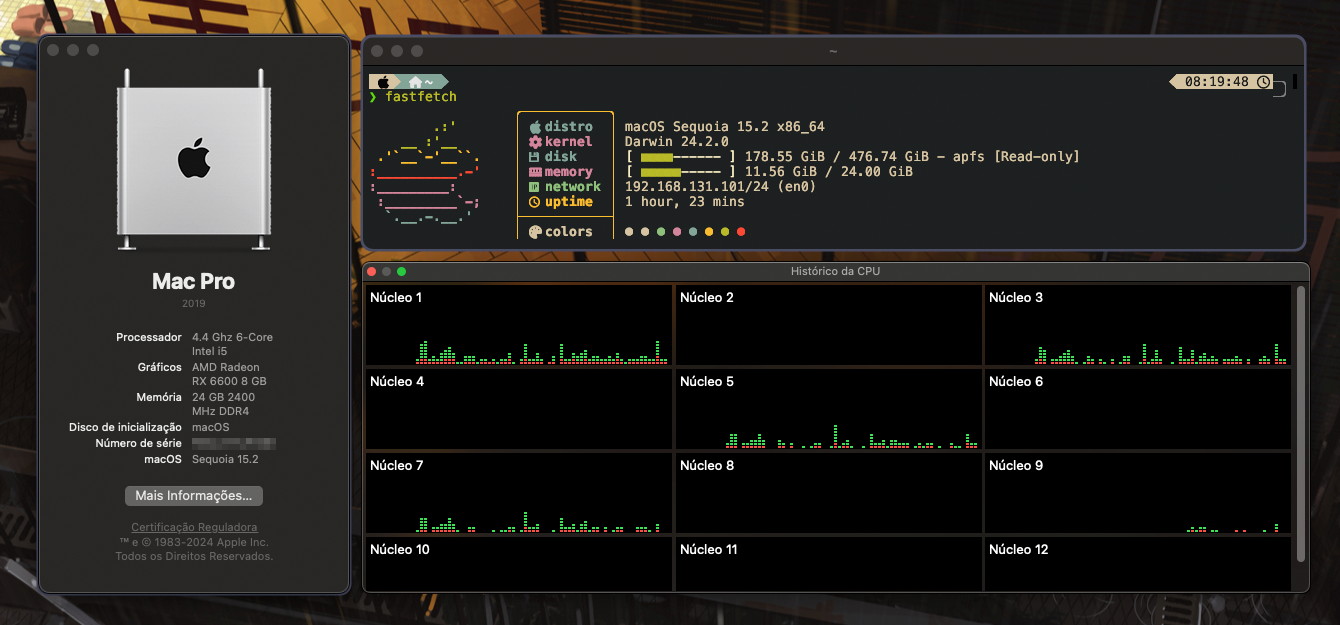 Mac Pro
2019
Processador 4.4 Ghz 6-Core
Intel i5
Gráficos AMD Radeon
RX 6600 8 GB
Memória 24 GB 2400
MHz DDR4
Disco de inicialização macOS
Número de série
macOS Sequoia 15.2
Mais Informações...
Certificação Reguladora
™ e © 1983-2024 Apple Inc.
Todos os Direitos Reservados.
~
~ 08:19:48
❯ fastfetch
distro macOS Sequoia 15.2 x86_64
kernel Darwin 24.2.0
disk [ ■■■■------ ] 178.55 GiB / 476.74 GiB - apfs [Read-only]
memory [ ■■■■■----- ] 11.56 GiB / 24.00 GiB
network 192.168.131.101/24 (en0)
uptime 1 hour, 23 mins
colors
Histórico da CPU
Núcleo 1 Núcleo 2 Núcleo 3
Núcleo 4 Núcleo 5 Núcleo 6
Núcleo 7 Núcleo 8 Núcleo 9
Núcleo 10 Núcleo 11 Núcleo 12